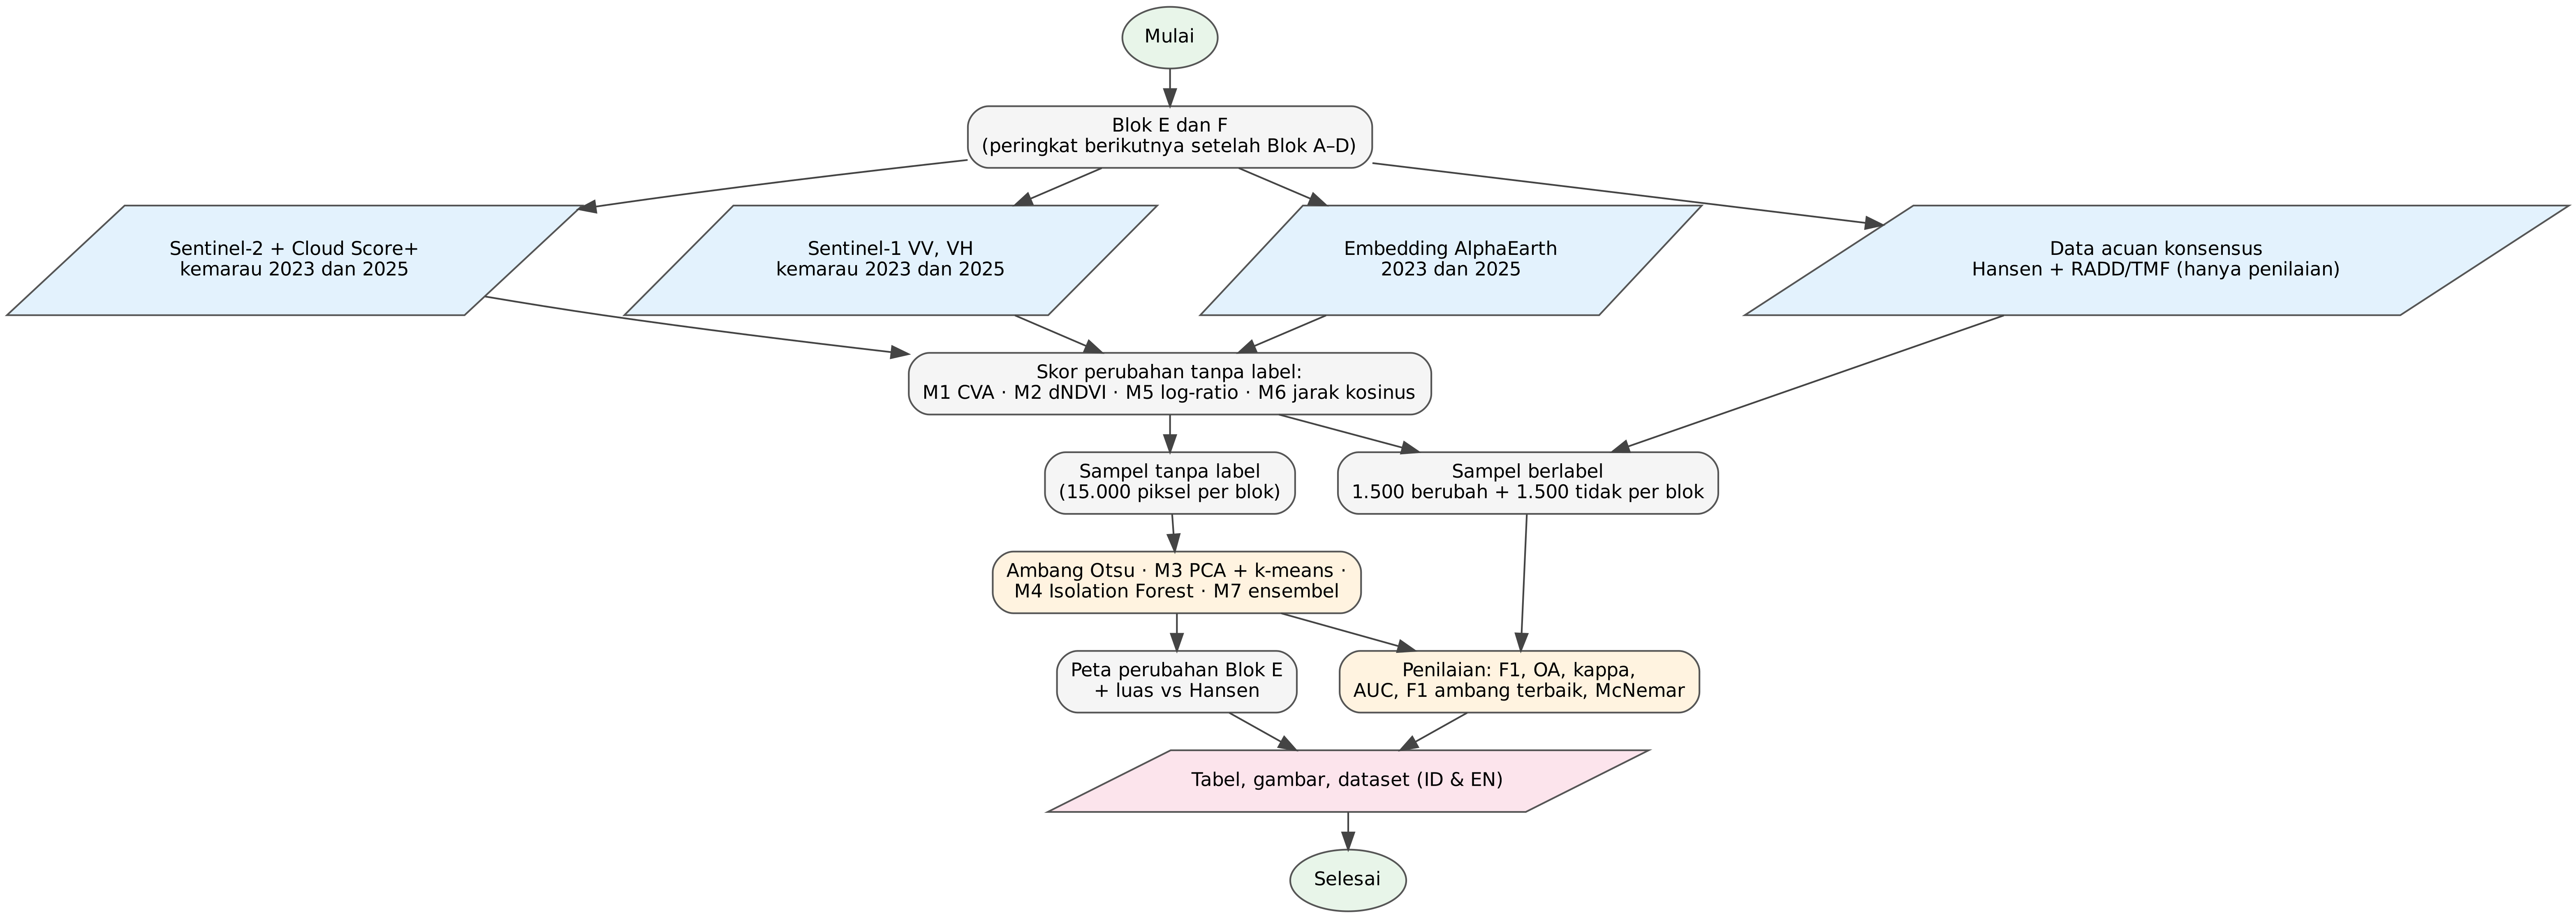 Mulai
Blok E dan F
(peringkat berikutnya setelah Blok A–D)
Sentinel-2 + Cloud Score+
kemarau 2023 dan 2025
Sentinel-1 VV, VH
kemarau 2023 dan 2025
Embedding AlphaEarth
2023 dan 2025
Data acuan konsensus
Hansen + RADD/TMF (hanya penilaian)
Skor perubahan tanpa label:
M1 CVA · M2 dNDVI · M5 log-ratio · M6 jarak kosinus
Sampel tanpa label
(15.000 piksel per blok)
Sampel berlabel
1.500 berubah + 1.500 tidak per blok
Ambang Otsu · M3 PCA + k-means ·
M4 Isolation Forest · M7 ensembel
Peta perubahan Blok E
+ luas vs Hansen
Penilaian: F1, OA, kappa,
AUC, F1 ambang terbaik, McNemar
Tabel, gambar, dataset (ID & EN)
Selesai